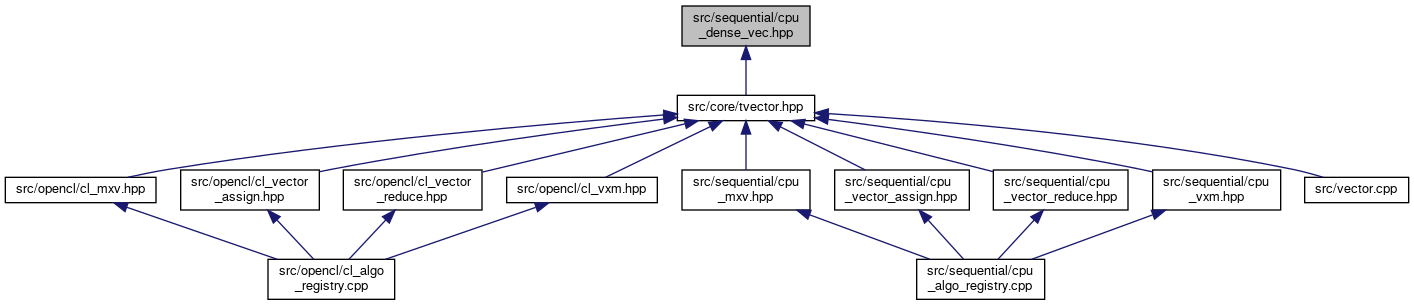 src/sequential/cpu
_dense_vec.hpp
src/core/tvector.hpp
src/opencl/cl_mxv.hpp
src/opencl/cl_vector
_assign.hpp
src/opencl/cl_vector
_reduce.hpp
src/opencl/cl_vxm.hpp
src/sequential/cpu
_mxv.hpp
src/sequential/cpu
_vector_assign.hpp
src/sequential/cpu
_vector_reduce.hpp
src/sequential/cpu
_vxm.hpp
src/vector.cpp
src/opencl/cl_algo
_registry.cpp
src/sequential/cpu
_algo_registry.cpp